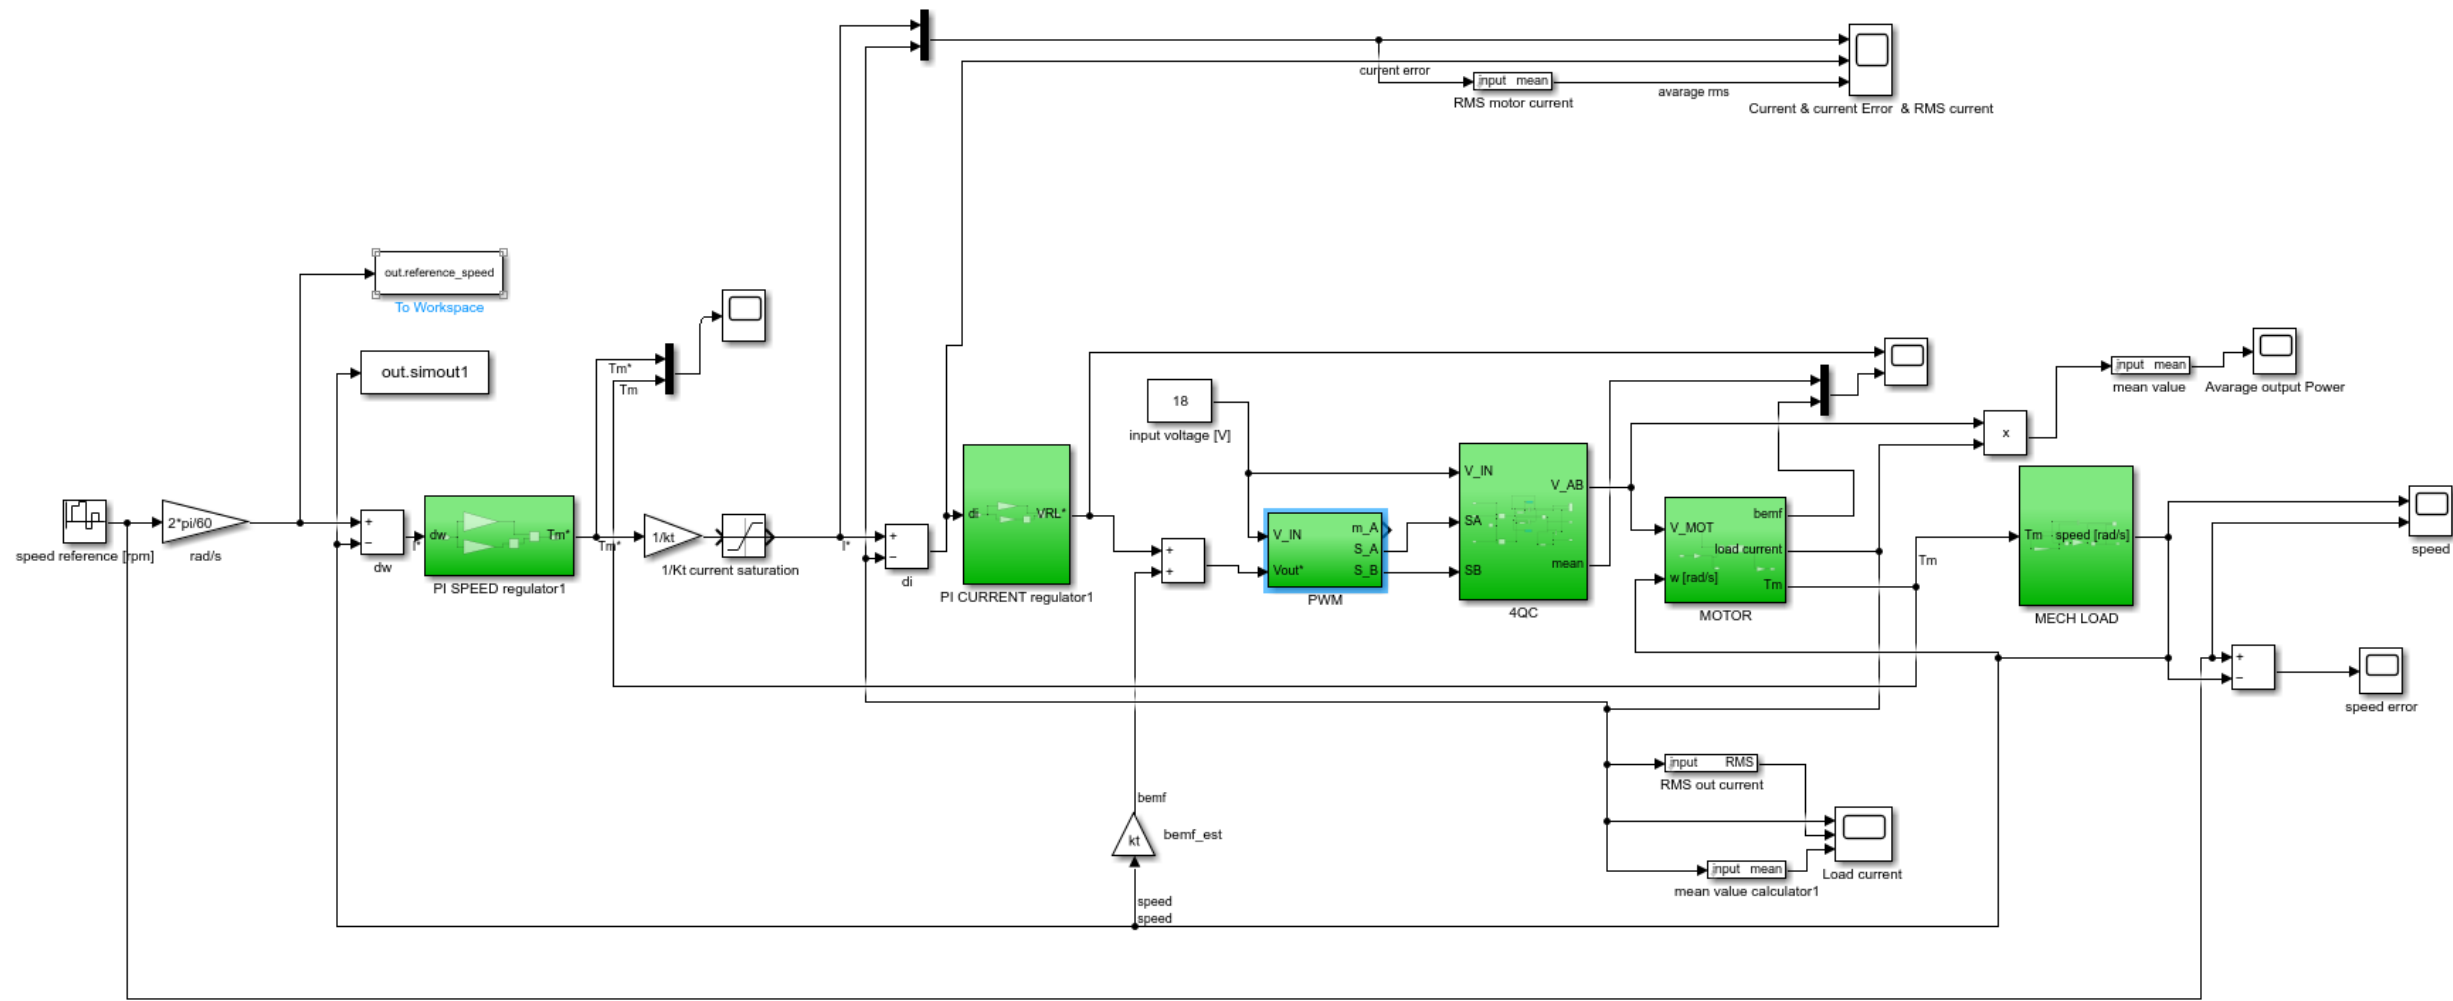 current error
input mean
RMS motor current
avarage rms
Current & current Error & RMS current
out.reference_speed
To Workspace
out.simout1
Tm*
Tm
18
input voltage [V]
input mean
mean value
Avarage output Power
x
speed reference [rpm]
2*pi/60
rad/s
+
−
dw
I*
dw
Tm*
PI SPEED regulator1
Tm*
1/kt
1/Kt current saturation
I*
+
−
di
di
VRL*
PI CURRENT regulator1
+
+
V_IN
Vout*
m_A
S_A
S_B
PWM
V_IN
SA
SB
V_AB
mean
4QC
V_MOT
w [rad/s]
bemf
load current
Tm
MOTOR
Tm
Tm
speed [rad/s]
MECH LOAD
speed
+
−
speed error
input RMS
RMS out current
input mean
mean value calculator1
Load current
bemf
kt
bemf_est
speed
speed